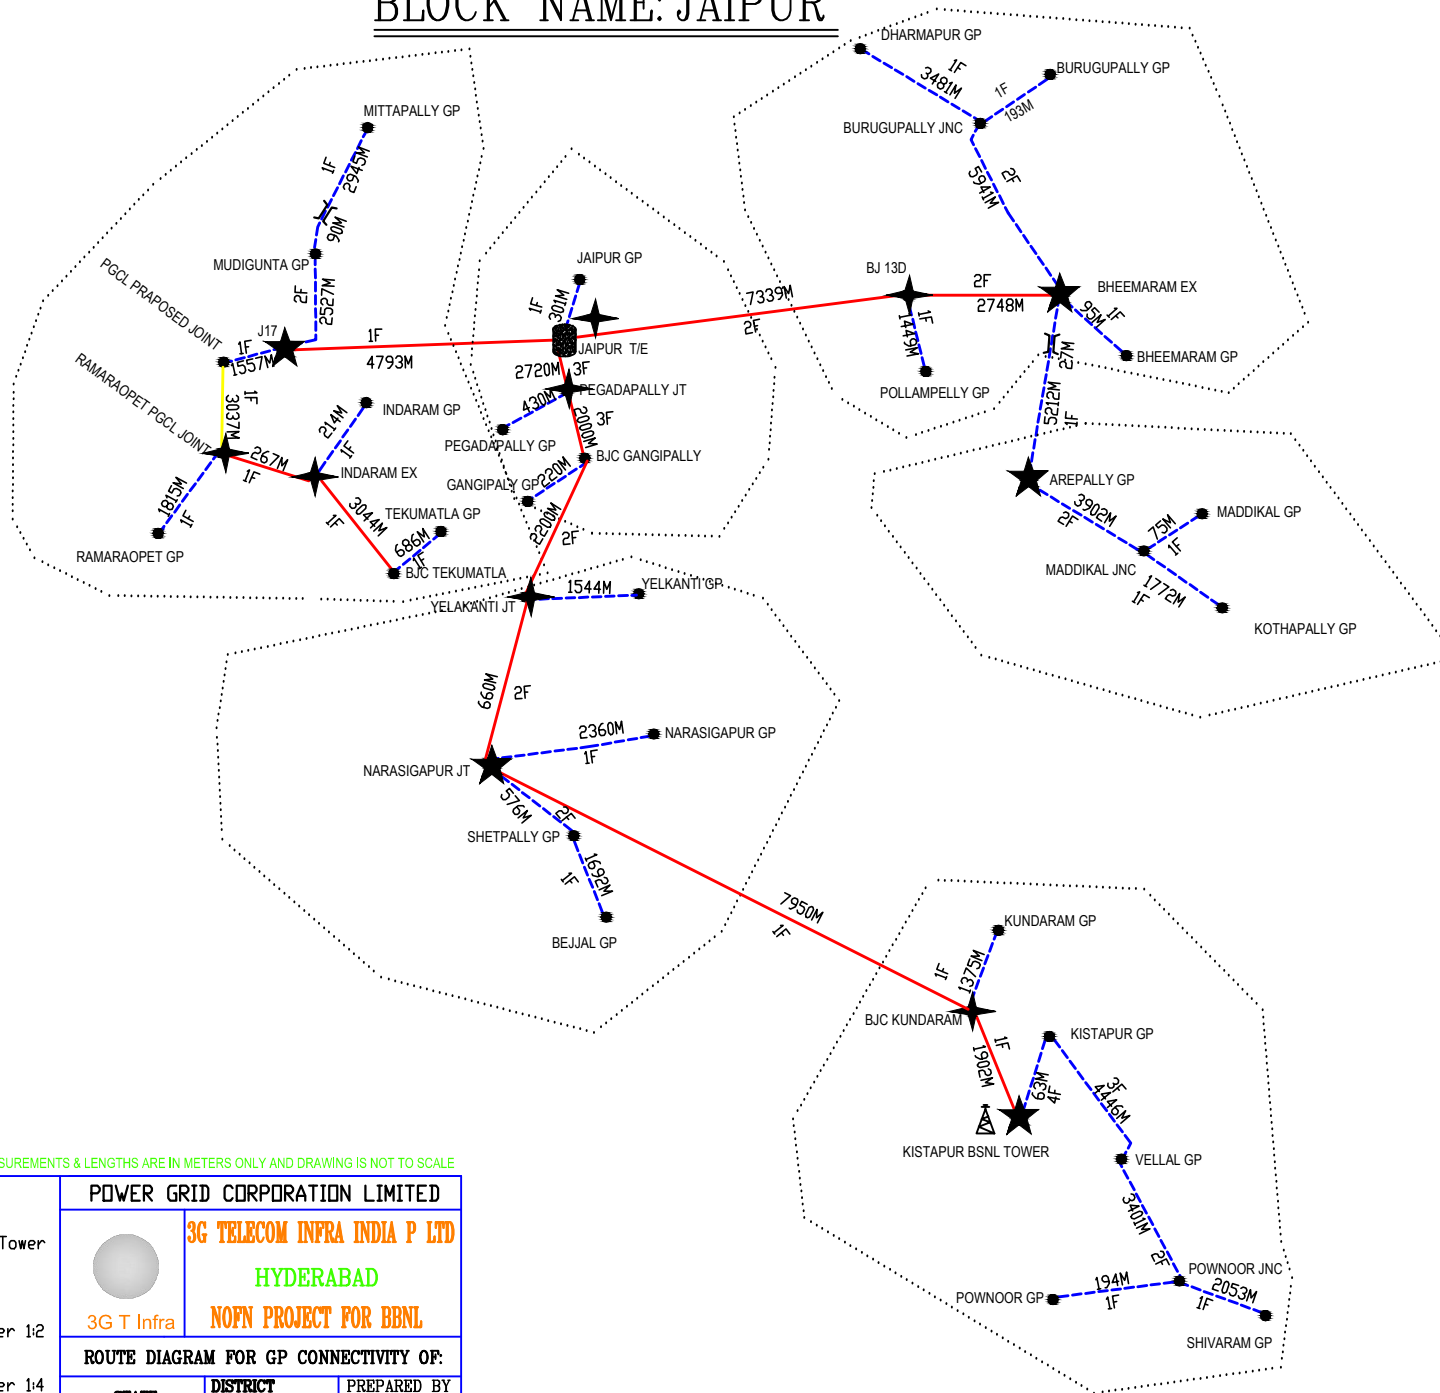 BLOCK NAME: JAIPUR
DHARMAPUR GP
1F
3481M
1F
193M
BURUGUPALLY GP
BURUGUPALLY JNC
2F
5941M
MITTAPALLY GP
1F
2945M
90M
MUDIGUNTA GP
2F
2527M
PGCL PRAPOSED JOINT
J17
1F
1557M
1F
4793M
JAIPUR GP
1F
301M
JAIPUR T/E
7339M
2F
BJ 13D
2F
2748M
BHEEMARAM EX
1F
1449M
POLLAMPELLY GP
95M
1F
BHEEMARAM GP
27M
5212M
1F
RAMARAOPET PGCL JOINT
1F
3037M
214M
1F
INDARAM GP
267M
1F
INDARAM EX
1815M
1F
RAMARAOPET GP
3044M
1F
TEKUMATLA GP
686M
1F
BJC TEKUMATLA
2720M
3F
PEGADAPALLY JT
430M
PEGADAPALLY GP
2000M
3F
BJC GANGIPALLY
220M
GANGIPALY GP
2200M
2F
YELAKANTI JT
1544M
YELKANTI GP
AREPALLY GP
3902M
2F
75M
1F
MADDIKAL GP
MADDIKAL JNC
1772M
1F
KOTHAPALLY GP
660M
2F
2360M
1F
NARASIGAPUR GP
NARASIGAPUR JT
576M
2F
SHETPALLY GP
1692M
1F
BEJJAL GP
7950M
1F
KUNDARAM GP
1F
1375M
BJC KUNDARAM
1F
1902M
KISTAPUR GP
63M
4F
3F
4446M
KISTAPUR BSNL TOWER
VELLAL GP
3401M
2F
POWNOOR JNC
194M
1F
POWNOOR GP
2053M
1F
SHIVARAM GP
SUREMENTS & LENGTHS ARE IN METERS ONLY AND DRAWING IS NOT TO SCALE
POWER GRID CORPORATION LIMITED
Tower
3G TELECOM INFRA INDIA P LTD
HYDERABAD
3G T Infra
NOFN PROJECT FOR BBNL
er 1:2
ROUTE DIAGRAM FOR GP CONNECTIVITY OF:
er 1:4
DISTRICT
PREPARED BY